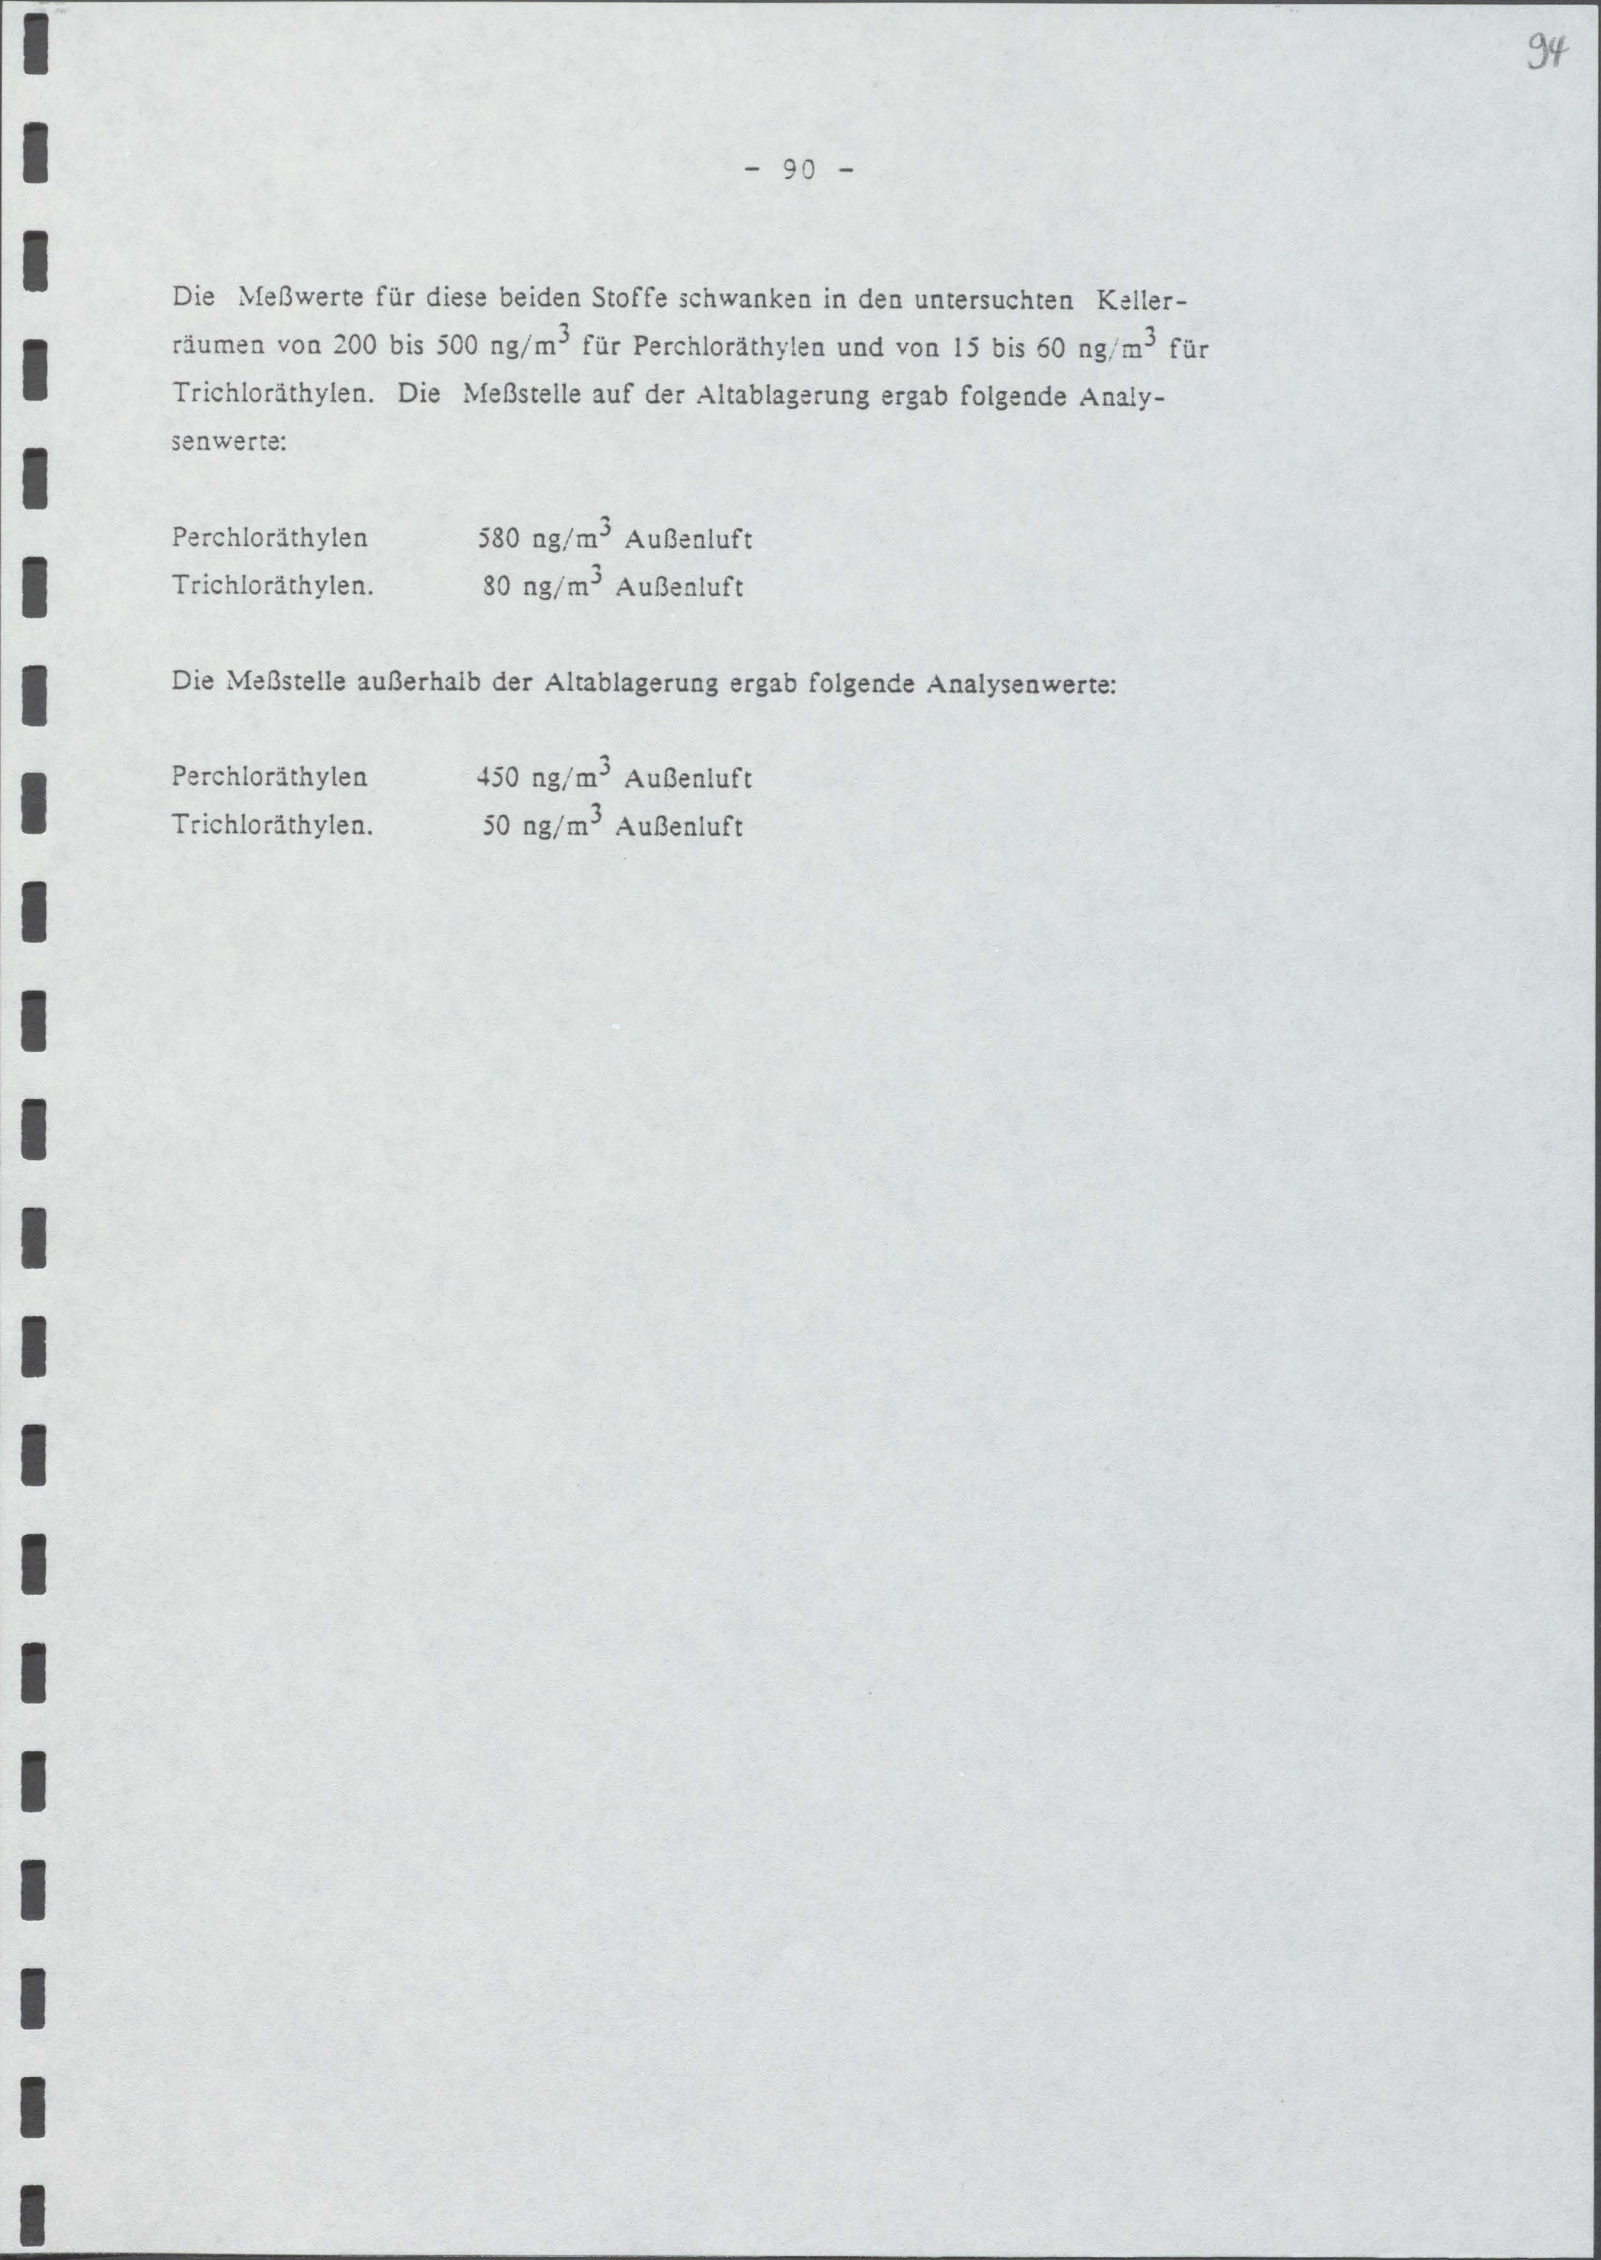 94
- 90 -
Die Meßwerte für diese beiden Stoffe schwanken in den untersuchten Keller-
räumen von 200 bis 500 ng/m³ für Perchloräthylen und von 15 bis 60 ng/m³ für
Trichloräthylen. Die Meßstelle auf der Altablagerung ergab folgende Analy-
senwerte:
Perchloräthylen 580 ng/m³ Außenluft
Trichloräthylen. 80 ng/m³ Außenluft
Die Meßstelle außerhalb der Altablagerung ergab folgende Analysenwerte:
Perchloräthylen 450 ng/m³ Außenluft
Trichloräthylen. 50 ng/m³ Außenluft